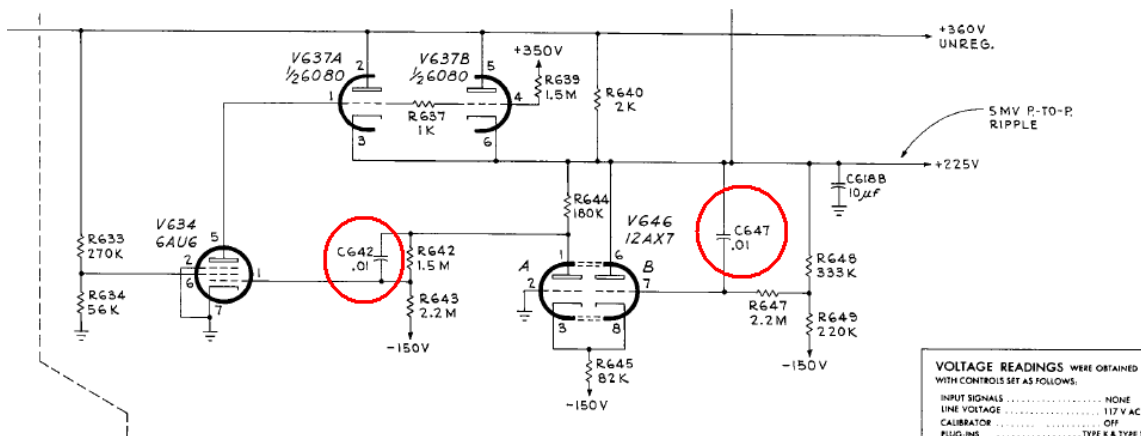 +360V
UNREG.
V637A
½6080
V637B
½6080
+350V
R639
1.5M
R640
2K
R637
1K
2
5
1
4
3
6
5MV P-TO-P
RIPPLE
+225V
C618B
10µf
R644
180K
V646
12AX7
C647
.01
R648
333K
R633
270K
V634
6AU6
5
2
6
1
7
C642
.01
R642
1.5M
R643
2.2M
-150V
A
1
6
B
2
7
3
8
R634
56K
R647
2.2M
R649
220K
-150V
R645
82K
-150V
VOLTAGE READINGS WERE OBTAINED
WITH CONTROLS SET AS FOLLOWS:
INPUT SIGNALS . . . . . . . . . . . . . NONE
LINE VOLTAGE . . . . . . . . . . . 117 V AC
CALIBRATOR . . . . . . . . . . . . . . OFF
PLUG-INS